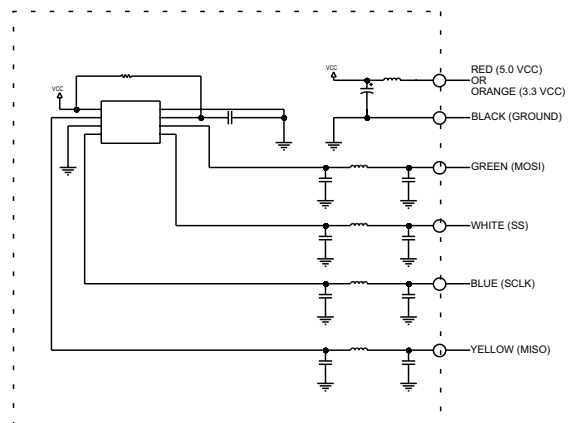 VCC
VCC
RED (5.0 VCC)
OR
ORANGE (3.3 VCC)
BLACK (GROUND)
GREEN (MOSI)
WHITE (SS)
BLUE (SCLK)
YELLOW (MISO)